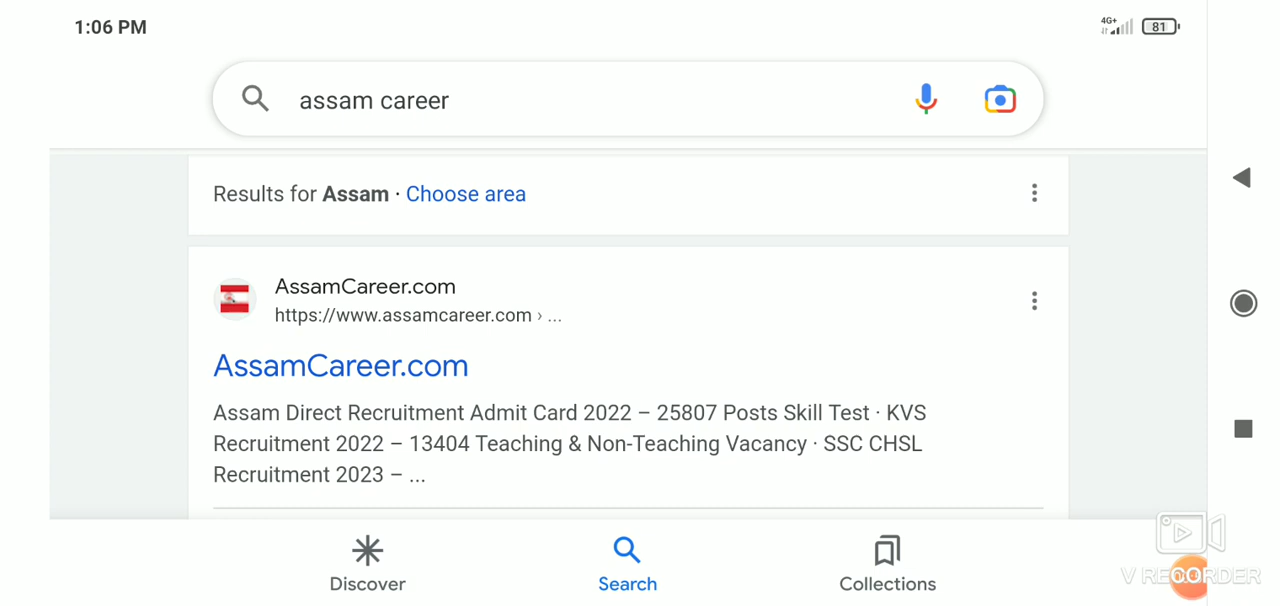 1:06 PM
4G+
81
assam career
Results for Assam · Choose area
AssamCareer.com
https://www.assamcareer.com › ...
AssamCareer.com
Assam Direct Recruitment Admit Card 2022 – 25807 Posts Skill Test · KVS
Recruitment 2022 – 13404 Teaching & Non-Teaching Vacancy · SSC CHSL
Recruitment 2023 – ...
Discover
Search
Collections
V RECORDER